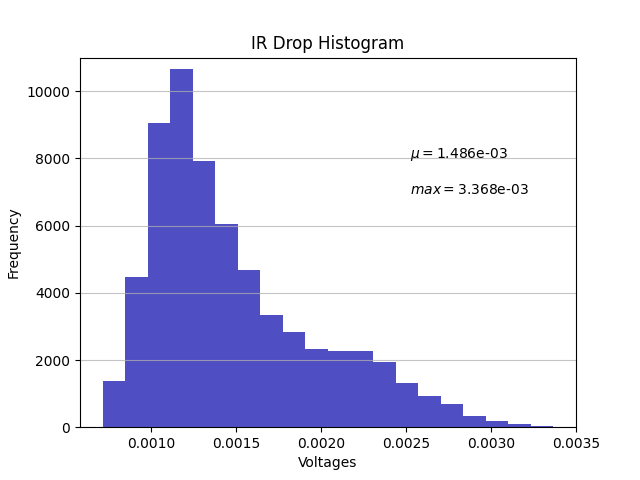 IR Drop Histogram
10000
8000
6000
4000
2000
0
Frequency
μ = 1.486e-03
max = 3.368e-03
0.0010 0.0015 0.0020 0.0025 0.0030 0.0035
Voltages